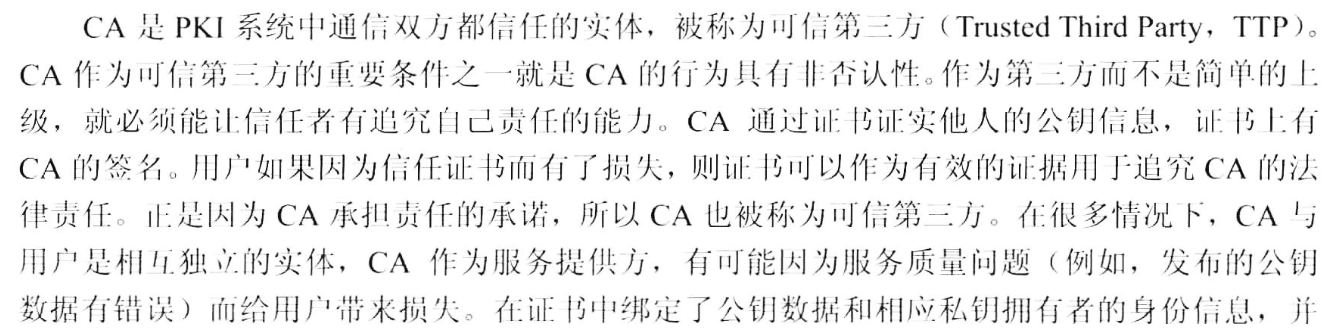 CA 是 PKI 系统中通信双方都信任的实体，被称为可信第三方（Trusted Third Party，TTP）。
CA 作为可信第三方的重要条件之一就是 CA 的行为具有非否认性。作为第三方而不是简单的上
级，就必须能让信任者有追究自己责任的能力。CA 通过证书证实他人的公钥信息，证书上有
CA 的签名。用户如果因为信任证书而有了损失，则证书可以作为有效的证据用于追究 CA 的法
律责任。正是因为 CA 承担责任的承诺，所以 CA 也被称为可信第三方。在很多情况下，CA 与
用户是相互独立的实体，CA 作为服务提供方，有可能因为服务质量问题（例如，发布的公钥
数据有错误）而给用户带来损失。在证书中绑定了公钥数据和相应私钥拥有者的身份信息，并